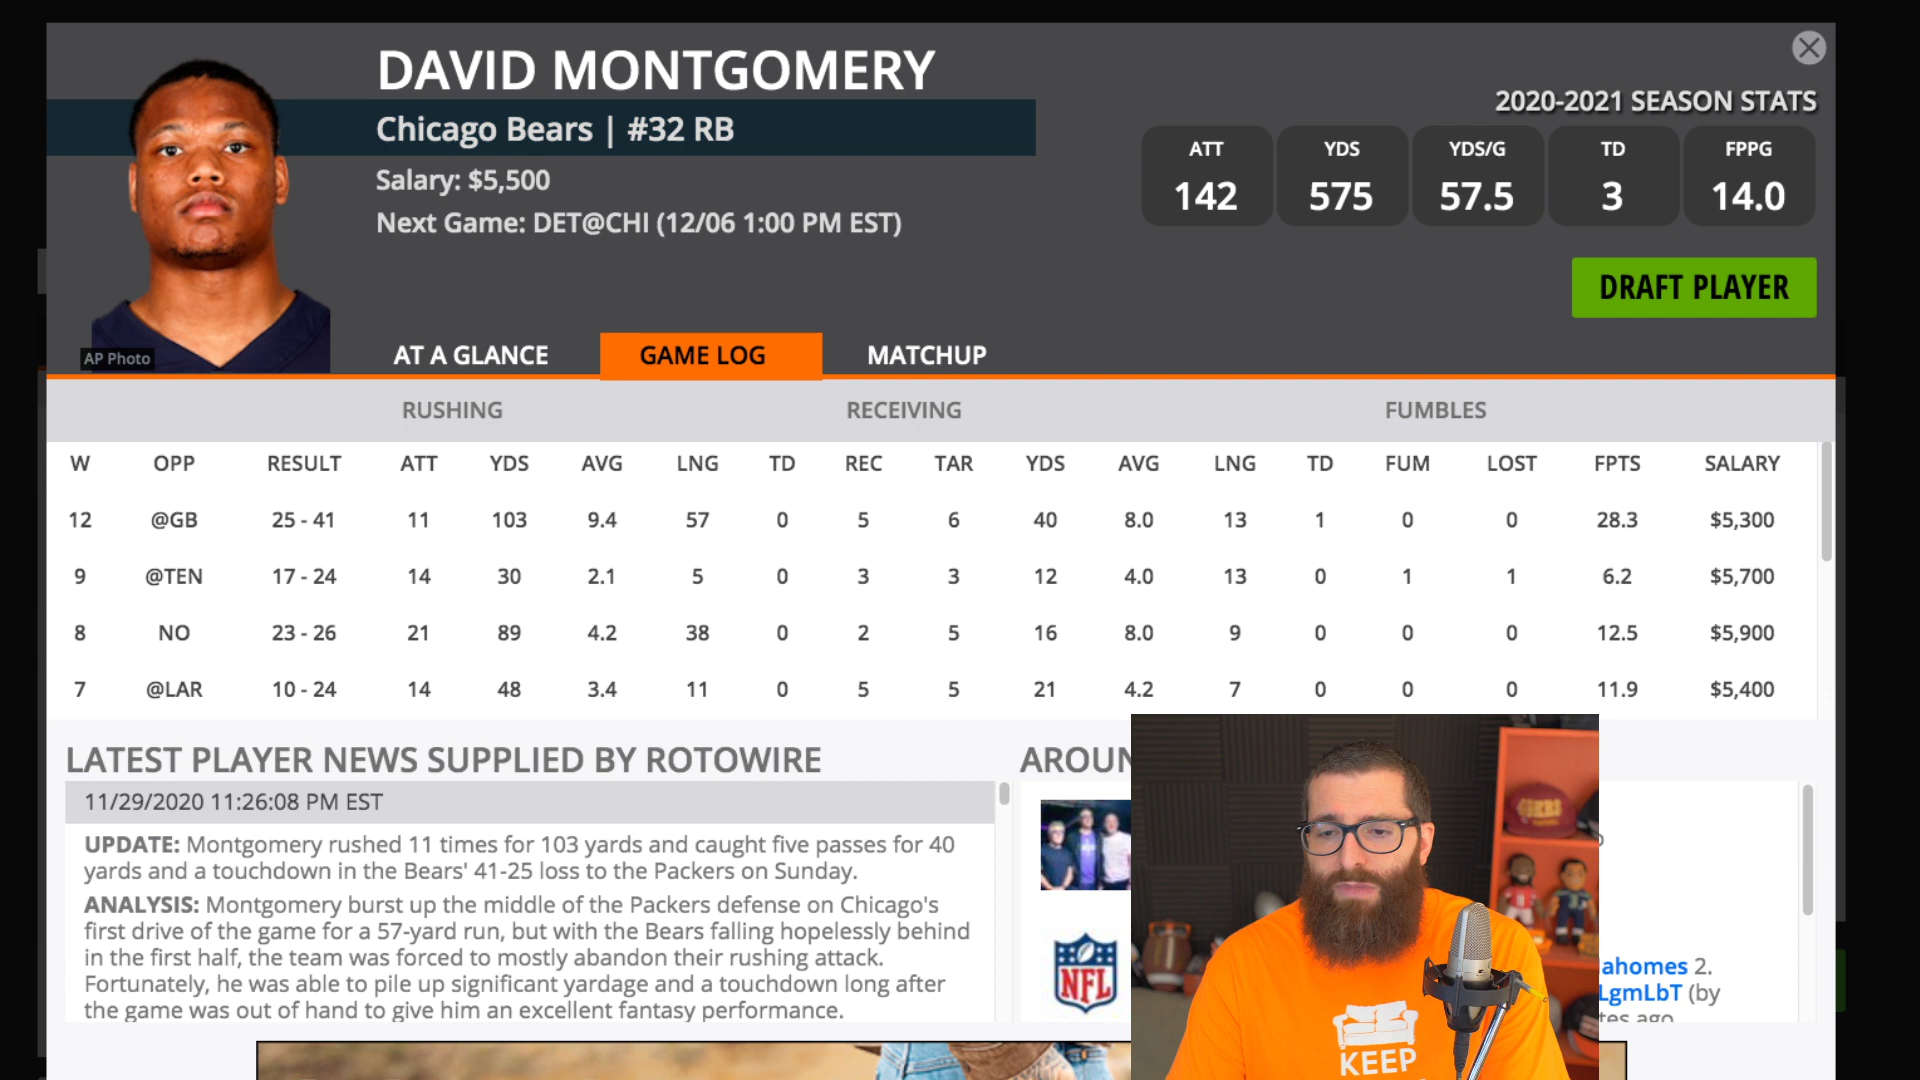 DAVID MONTGOMERY
Chicago Bears | #32 RB
Salary: $5,500
Next Game: DET@CHI (12/06 1:00 PM EST)
2020-2021 SEASON STATS
ATT YDS YDS/G TD FPPG
142 575 57.5 3 14.0
DRAFT PLAYER
AP Photo
AT A GLANCE GAME LOG MATCHUP
RUSHING RECEIVING FUMBLES
W OPP RESULT ATT YDS AVG LNG TD REC TAR YDS AVG LNG TD FUM LOST FPTS SALARY
12 @GB 25 - 41 11 103 9.4 57 0 5 6 40 8.0 13 1 0 0 28.3 $5,300
9 @TEN 17 - 24 14 30 2.1 5 0 3 3 12 4.0 13 0 1 1 6.2 $5,700
8 NO 23 - 26 21 89 4.2 38 0 2 5 16 8.0 9 0 0 0 12.5 $5,900
7 @LAR 10 - 24 14 48 3.4 11 0 5 5 21 4.2 7 0 0 0 11.9 $5,400
LATEST PLAYER NEWS SUPPLIED BY ROTOWIRE
11/29/2020 11:26:08 PM EST
UPDATE: Montgomery rushed 11 times for 103 yards and caught five passes for 40
yards and a touchdown in the Bears' 41-25 loss to the Packers on Sunday.
ANALYSIS: Montgomery burst up the middle of the Packers defense on Chicago's
first drive of the game for a 57-yard run, but with the Bears falling hopelessly behind
in the first half, the team was forced to mostly abandon their rushing attack.
Fortunately, he was able to pile up significant yardage and a touchdown long after
the game was out of hand to give him an excellent fantasy performance.
AROUN
NFL
ahomes 2.
LgmLbT (by
tes ago
49ERS
KEEP